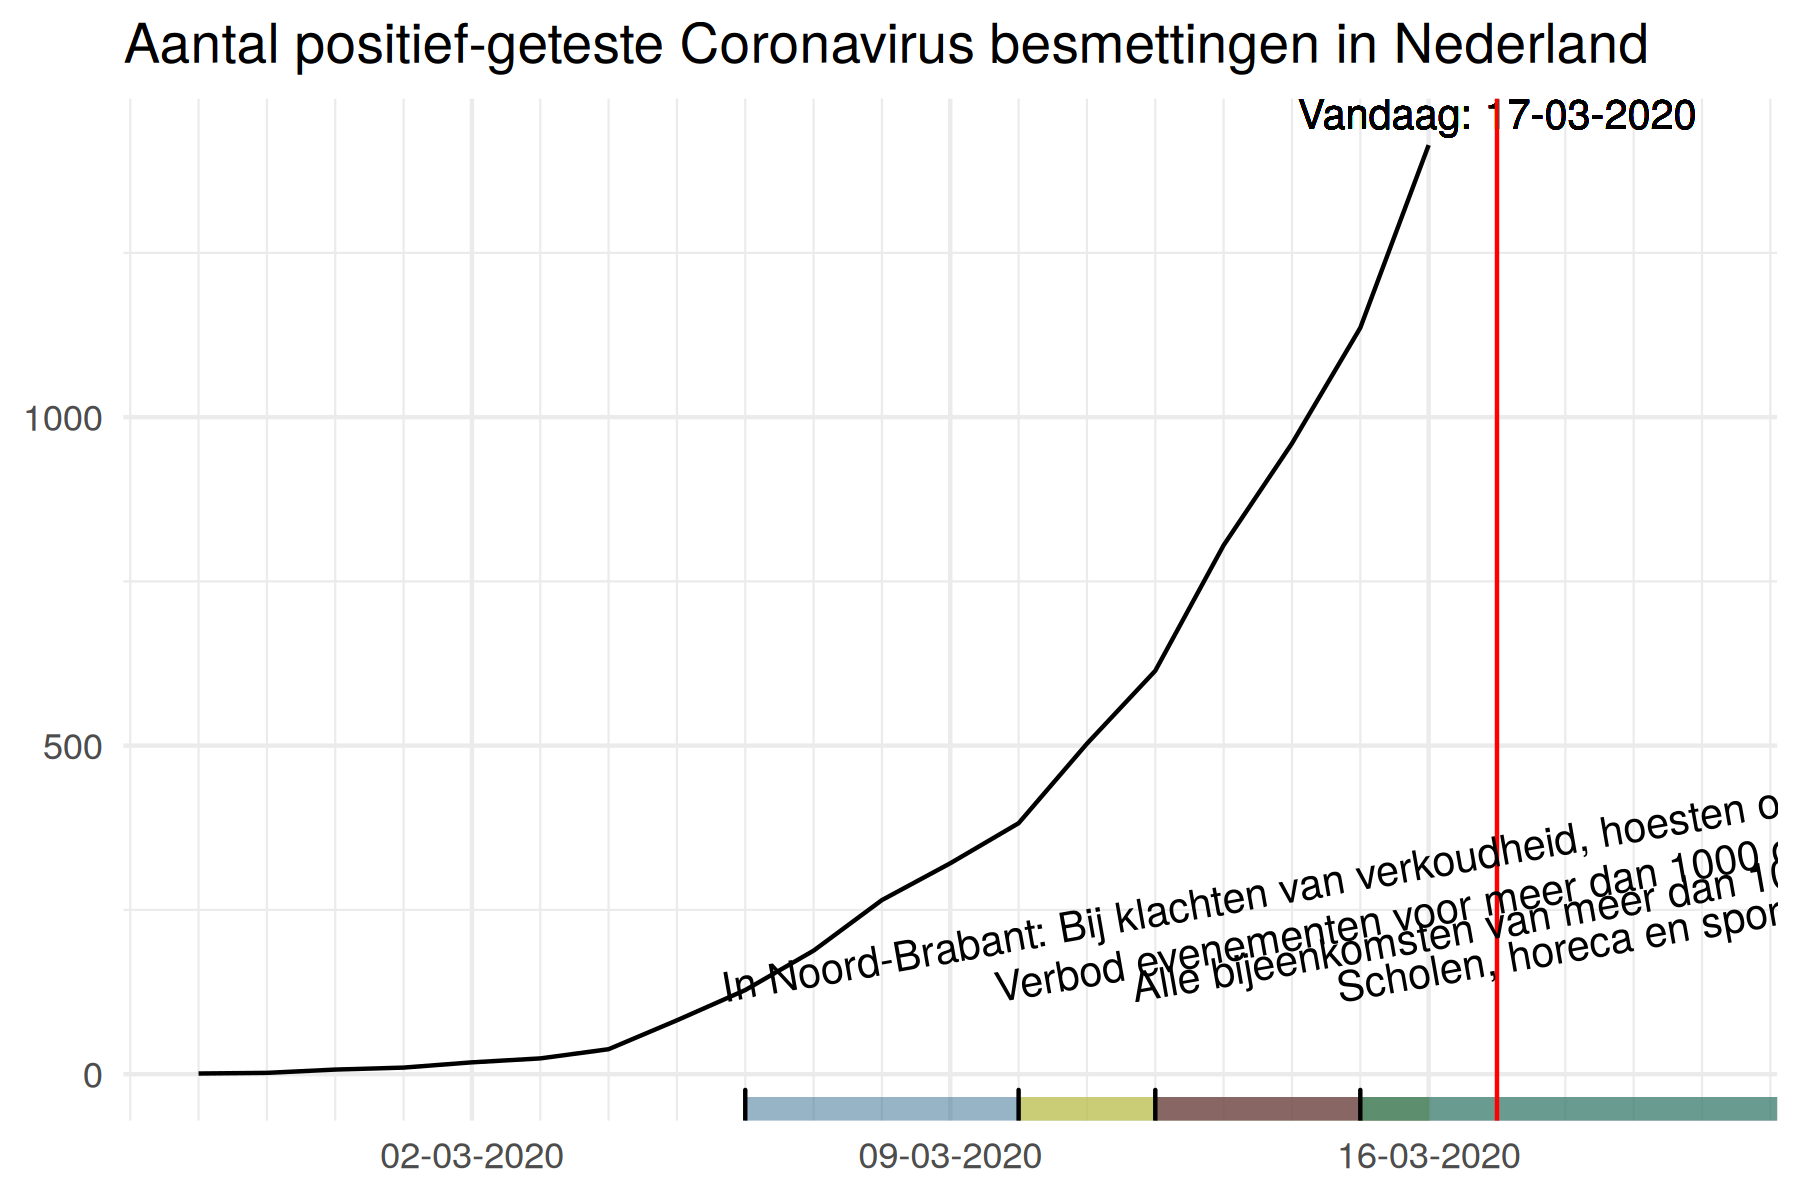 Aantal positief-geteste Coronavirus besmettingen in Nederland
Vandaag: 17-03-2020
1000
500
0
In Noord-Brabant: Bij klachten van verkoudheid, hoesten
Verbod evenementen voor meer dan 1000
Alle bijeenkomsten van meer dan
Scholen, horeca en
02-03-2020
09-03-2020
16-03-2020